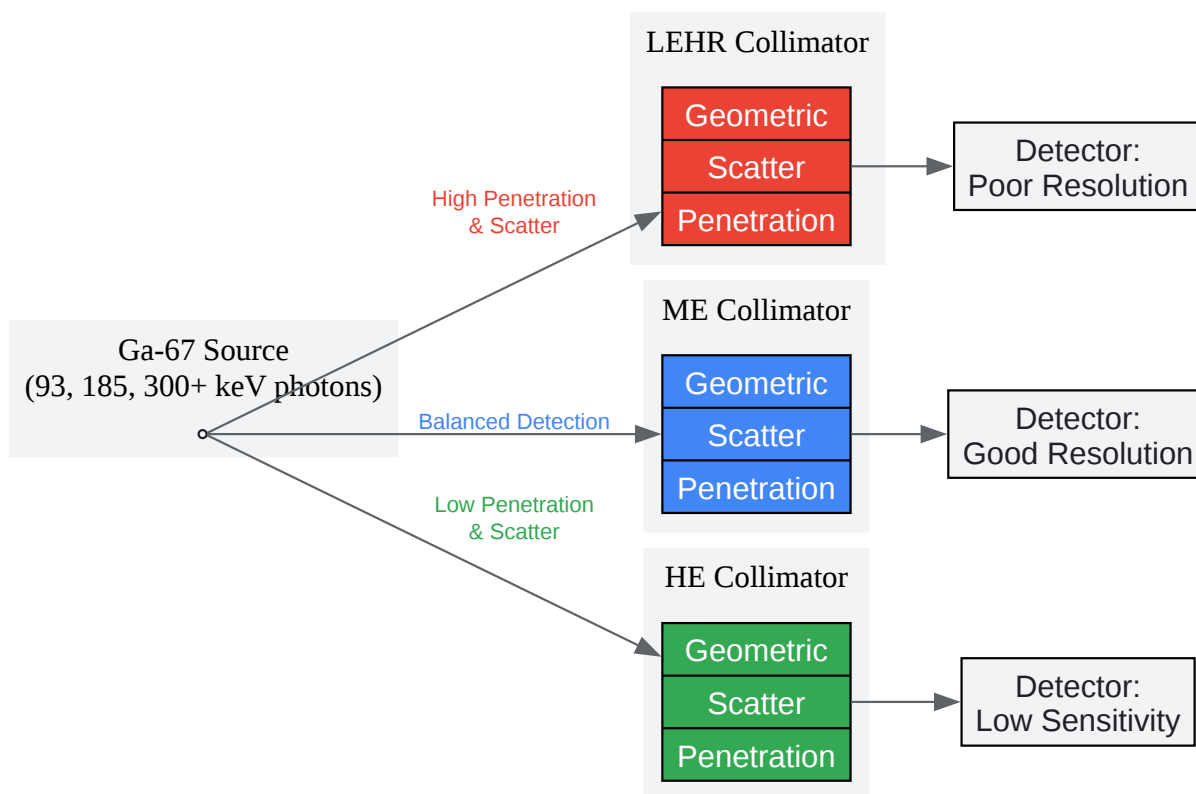 LEHR Collimator
Geometric
Scatter
Penetration
Detector:
Poor Resolution
High Penetration
& Scatter
ME Collimator
Geometric
Scatter
Penetration
Detector:
Good Resolution
Ga-67 Source
(93, 185, 300+ keV photons)
Balanced Detection
Low Penetration
& Scatter
HE Collimator
Geometric
Scatter
Penetration
Detector:
Low Sensitivity